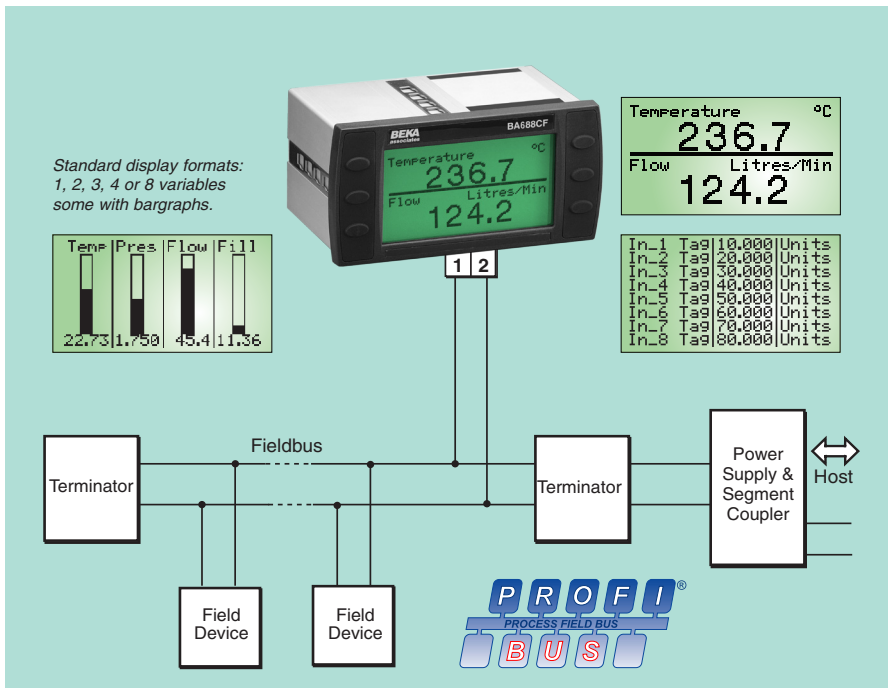 BEKA
associates
BA688CF
Temperature °C
236.7
Flow Litres/Min
124.2
Temperature °C
236.7
Flow Litres/Min
124.2
Standard display formats:
1, 2, 3, 4 or 8 variables
some with bargraphs.
Temp|Pres|Flow|Fill
22.73|1.750|45.4|11.36
1 2
In_1 Tag|10.000|Units
In_2 Tag|20.000|Units
In_3 Tag|30.000|Units
In_4 Tag|40.000|Units
In_5 Tag|50.000|Units
In_6 Tag|60.000|Units
In_7 Tag|70.000|Units
In_8 Tag|80.000|Units
Fieldbus
Terminator
Terminator
Power
Supply &
Segment
Coupler
Host
Field
Device
Field
Device
PROFI®
PROCESS FIELD BUS
BUS